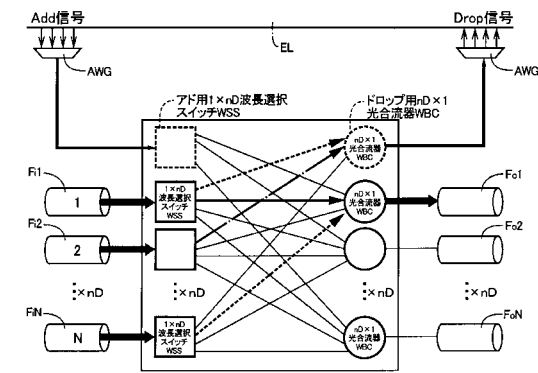 Add信号
Drop信号
EL
AWG
AWG
アド用1×nD波長選択
スイッチWSS
ドロップ用nD×1
光合流器WBC
nD×1
光合流器
WBC
Fi1
1
1×nD
波長選択
スイッチ
WSS
nD×1
光合流器
WBC
Fo1
Fi2
2
Fo2
⋮×nD
⋮×nD
⋮×nD
⋮×nD
FiN
N
1×nD
波長選択
スイッチ
WSS
nD×1
光合流器
WBC
FoN